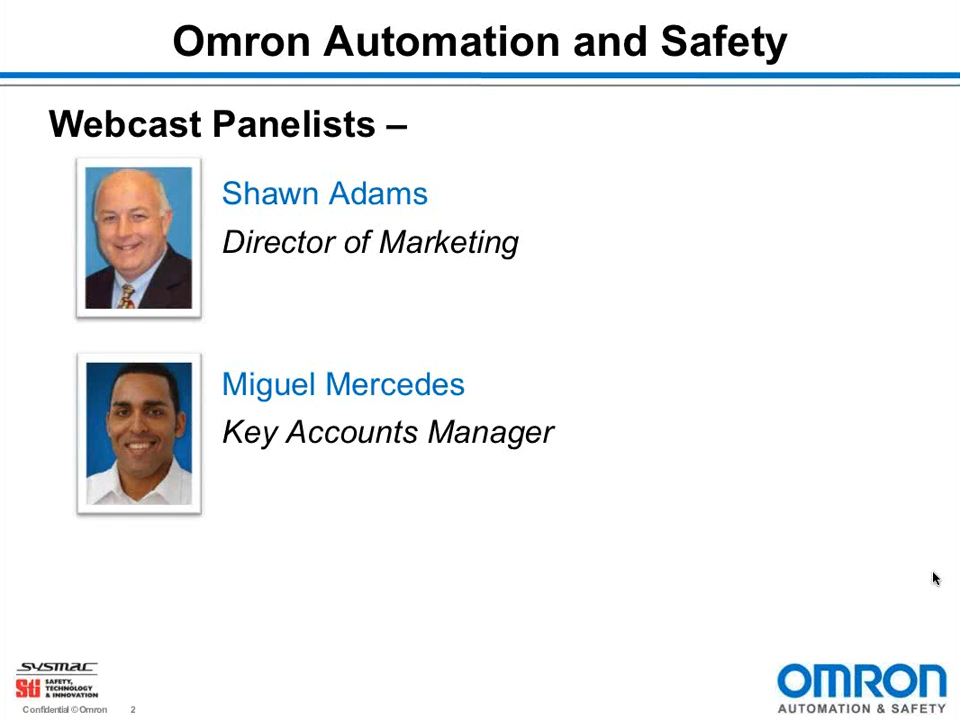 Omron Automation and Safety
Webcast Panelists –
Shawn Adams
Director of Marketing
Miguel Mercedes
Key Accounts Manager
sysmac
Sti SAFETY,
TECHNOLOGY
& INNOVATION
Confidential © Omron 2
OMRON
AUTOMATION & SAFETY